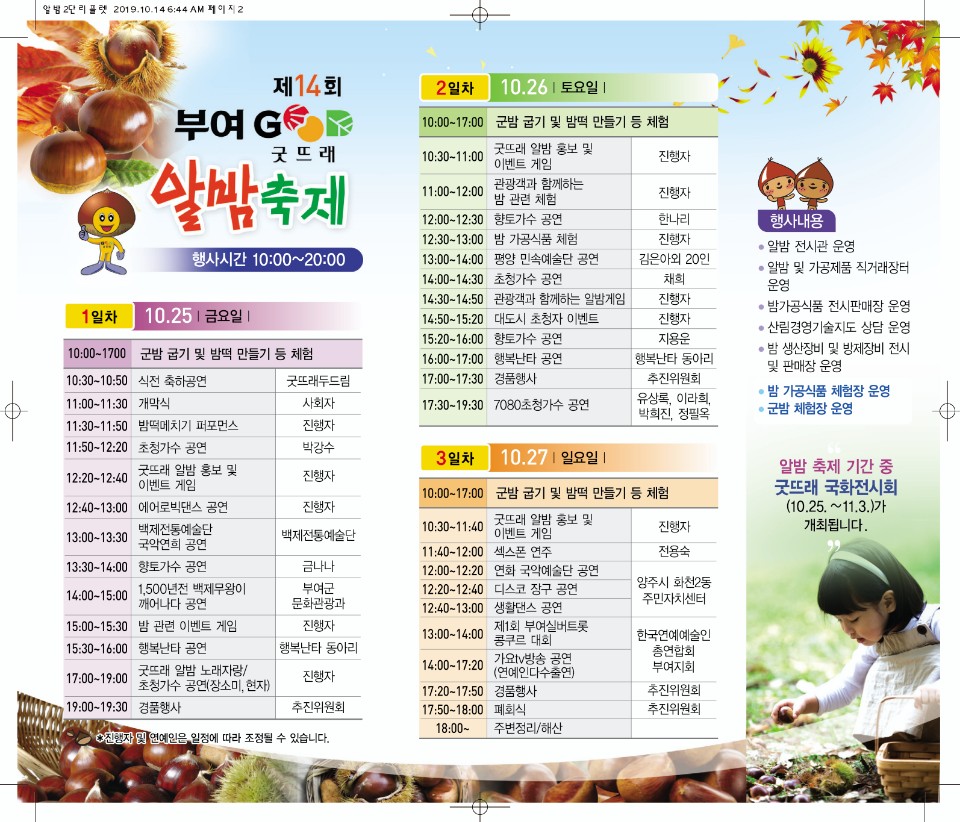 알밤2단리플렛 2019.10.14 6:44 AM 페이지2
제14회
부여 GOOD
굿뜨래
알밤축제
행사시간 10:00~20:00
1일차 10.25 | 금요일 |
10:00~1700 군밤 굽기 및 밤떡 만들기 등 체험
10:30~10:50 식전 축하공연 굿뜨래두드림
11:00~11:30 개막식 사회자
11:30~11:50 밤떡메치기 퍼포먼스 진행자
11:50~12:20 초청가수 공연 박강수
12:20~12:40 굿뜨래 알밤 홍보 및
이벤트 게임 진행자
12:40~13:00 에어로빅댄스 공연 진행자
13:00~13:30 백제전통예술단
국악연희 공연 백제전통예술단
13:30~14:00 향토가수 공연 금나나
14:00~15:00 1,500년전 백제무왕이
깨어나다 공연 부여군
문화관광과
15:00~15:30 밤 관련 이벤트 게임 진행자
15:30~16:00 행복난타 공연 행복난타 동아리
17:00~19:00 굿뜨래 알밤 노래자랑/
초청가수 공연(장소미,현자) 진행자
19:00~19:30 경품행사 추진위원회
*진행자 및 연예인은 일정에 따라 조정될 수 있습니다.
2일차 10.26 | 토요일 |
10:00~17:00 군밤 굽기 및 밤떡 만들기 등 체험
10:30~11:00 굿뜨래 알밤 홍보 및
이벤트 게임 진행자
11:00~12:00 관광객과 함께하는
밤 관련 체험 진행자
12:00~12:30 향토가수 공연 한나리
12:30~13:00 밤 가공식품 체험 진행자
13:00~14:00 평양 민속예술단 공연 김은아외 20인
14:00~14:30 초청가수 공연 채희
14:30~14:50 관광객과 함께하는 알밤게임 진행자
14:50~15:20 대도시 초청자 이벤트 진행자
15:20~16:00 향토가수 공연 지용운
16:00~17:00 행복난타 공연 행복난타 동아리
17:00~17:30 경품행사 추진위원회
17:30~19:30 7080초청가수 공연 유상록, 이라희,
박희진, 정필옥
3일차 10.27 | 일요일 |
10:00~17:00 군밤 굽기 및 밤떡 만들기 등 체험
10:30~11:40 굿뜨래 알밤 홍보 및
이벤트 게임 진행자
11:40~12:00 섹스폰 연주 전용숙
12:00~12:20 연화 국악예술단 공연
12:20~12:40 디스코 장구 공연 양주시 화천2동
주민자치센터
12:40~13:00 생활댄스 공연
13:00~14:00 제1회 부여실버트롯
콩쿠르 대회 한국연예예술인
총연합회
부여지회
14:00~17:20 가요tv방송 공연
(연예인다수출연)
17:20~17:50 경품행사 추진위원회
17:50~18:00 폐회식 추진위원회
18:00~ 주변정리/해산
행사내용
● 알밤 전시관 운영
● 알밤 및 가공제품 직거래장터
운영
● 밤가공식품 전시판매장 운영
● 산림경영기술지도 상담 운영
● 밤 생산장비 및 방제장비 전시
및 판매장 운영
● 밤 가공식품 체험장 운영
● 군밤 체험장 운영
“
알밤 축제 기간 중
굿뜨래 국화전시회
(10.25. ~11.3.)가
개최됩니다.
”